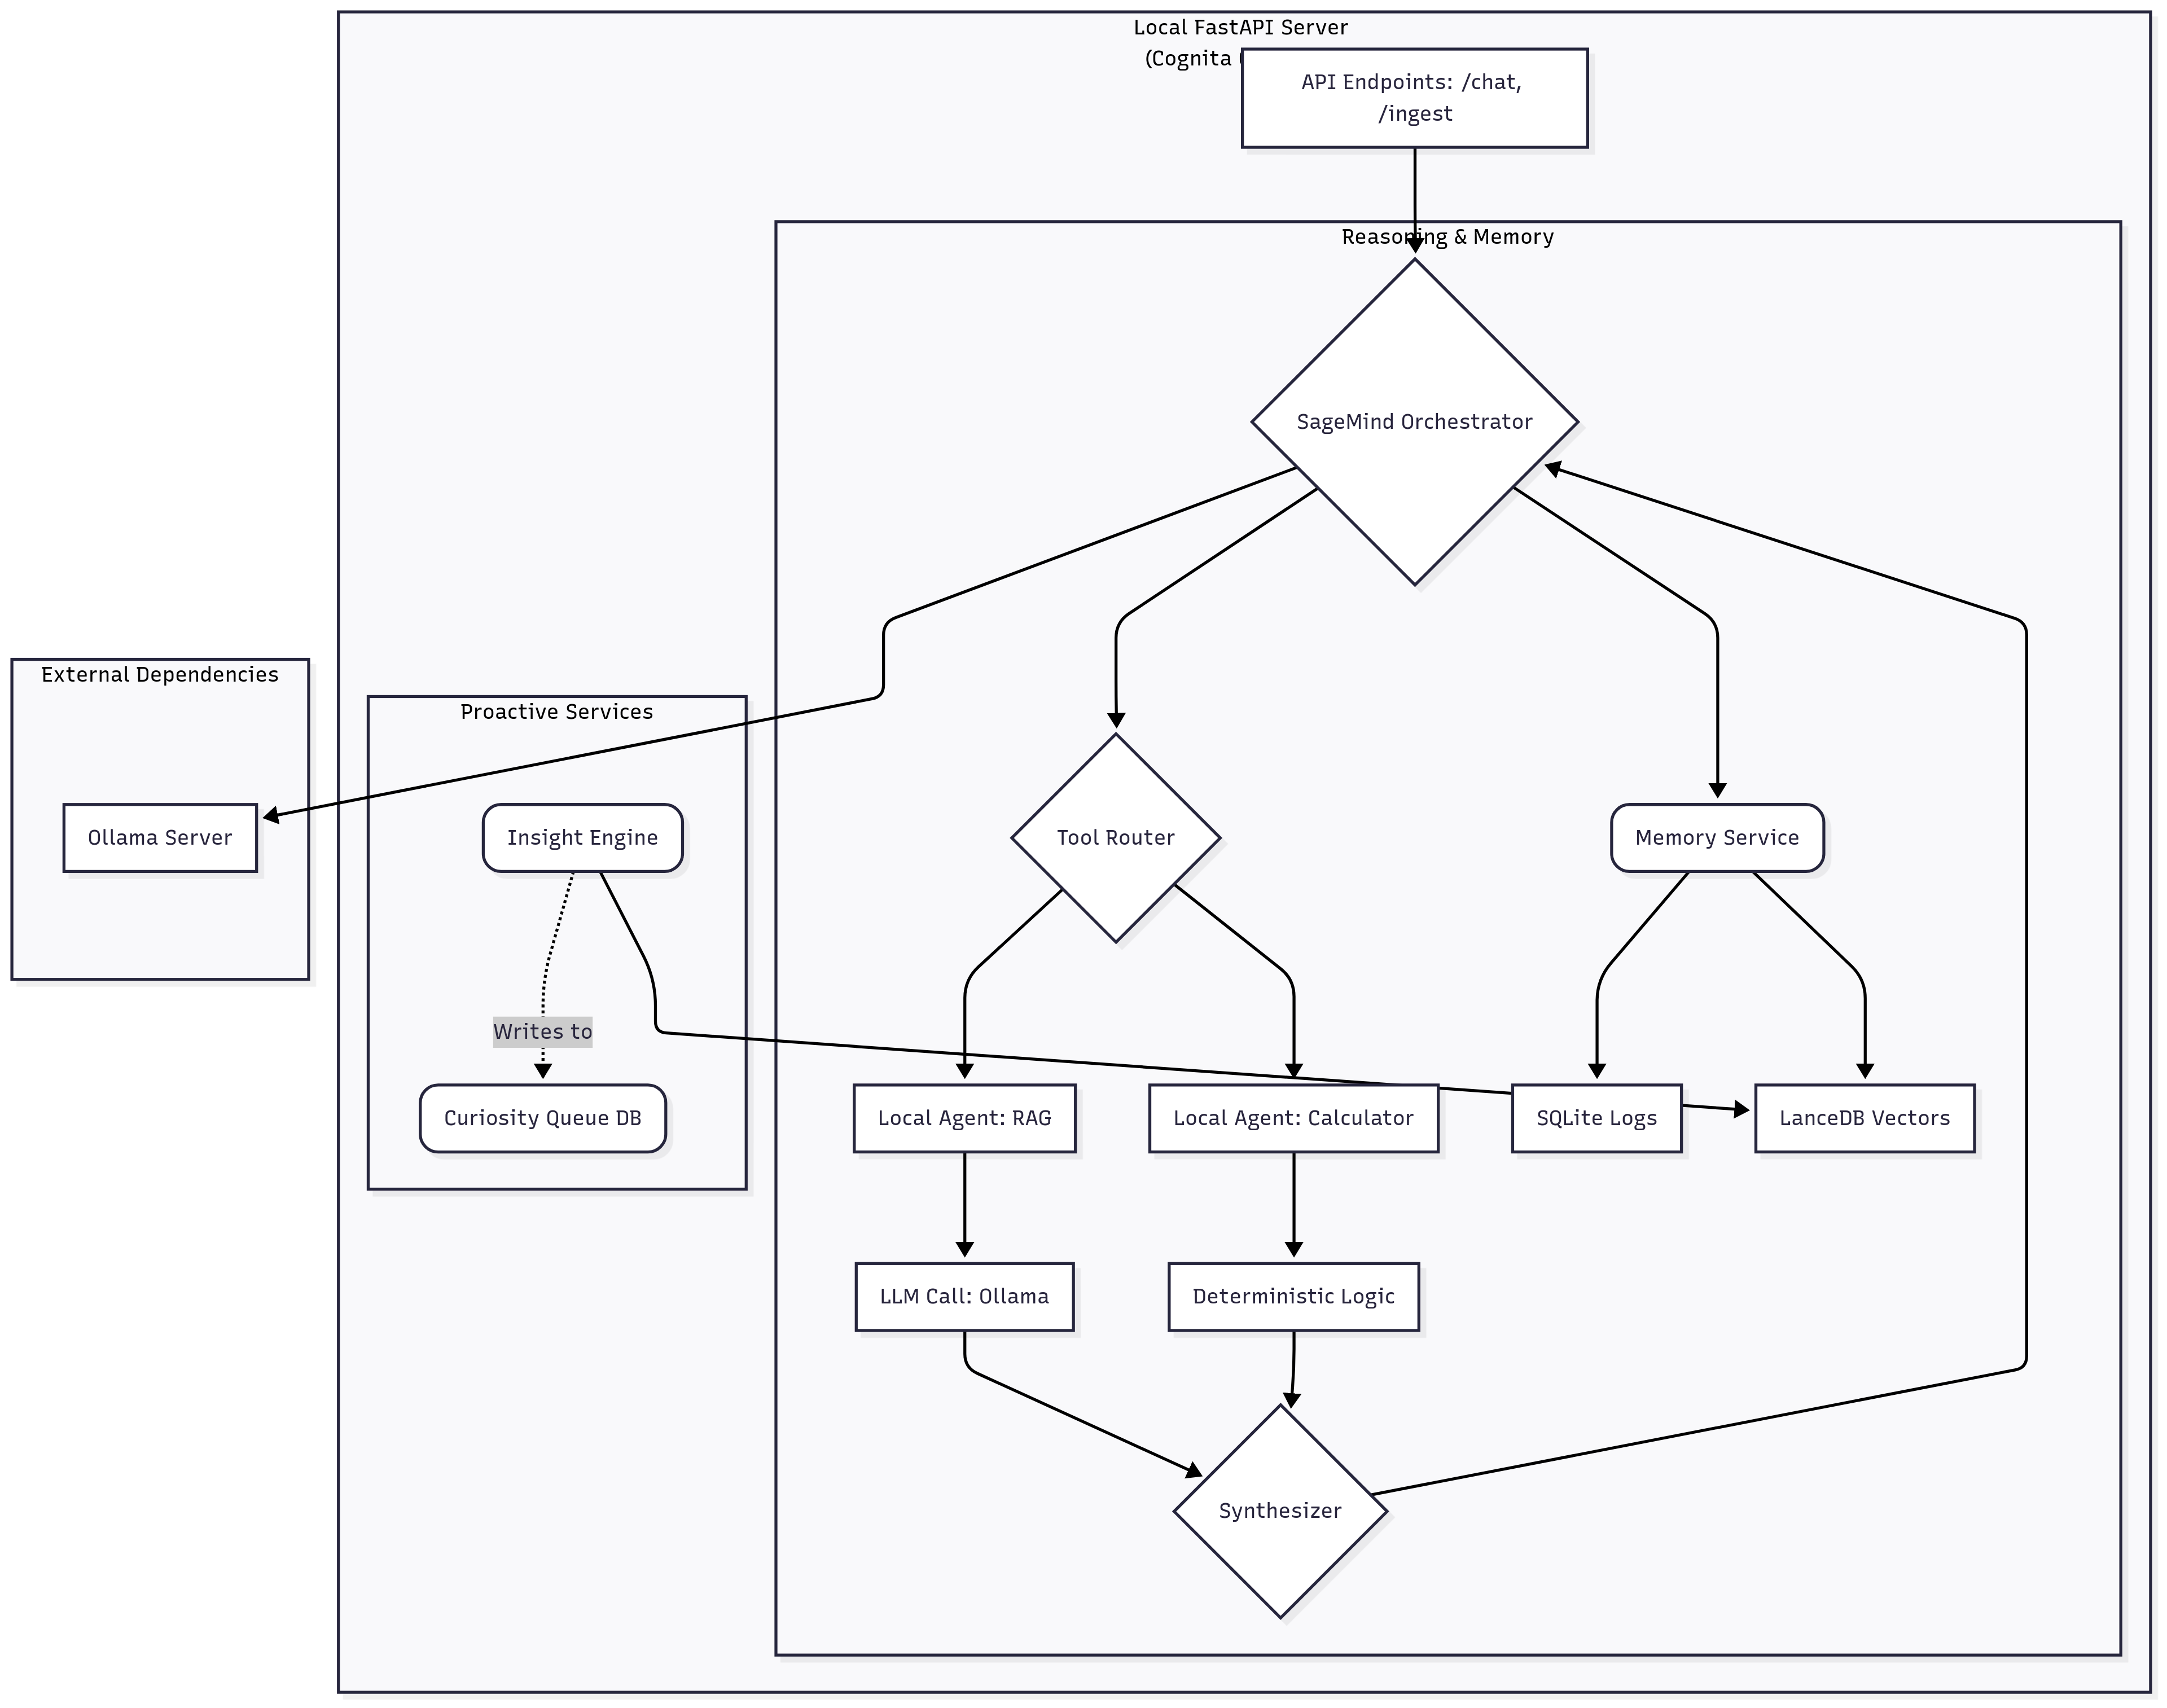 Local FastAPI Server
(Cognita
API Endpoints: /chat,
/ingest
Reasoning & Memory
SageMind Orchestrator
External Dependencies
Proactive Services
Ollama Server
Insight Engine
Tool Router
Memory Service
Writes to
Curiosity Queue DB
Local Agent: RAG
Local Agent: Calculator
SQLite Logs
LanceDB Vectors
LLM Call: Ollama
Deterministic Logic
Synthesizer